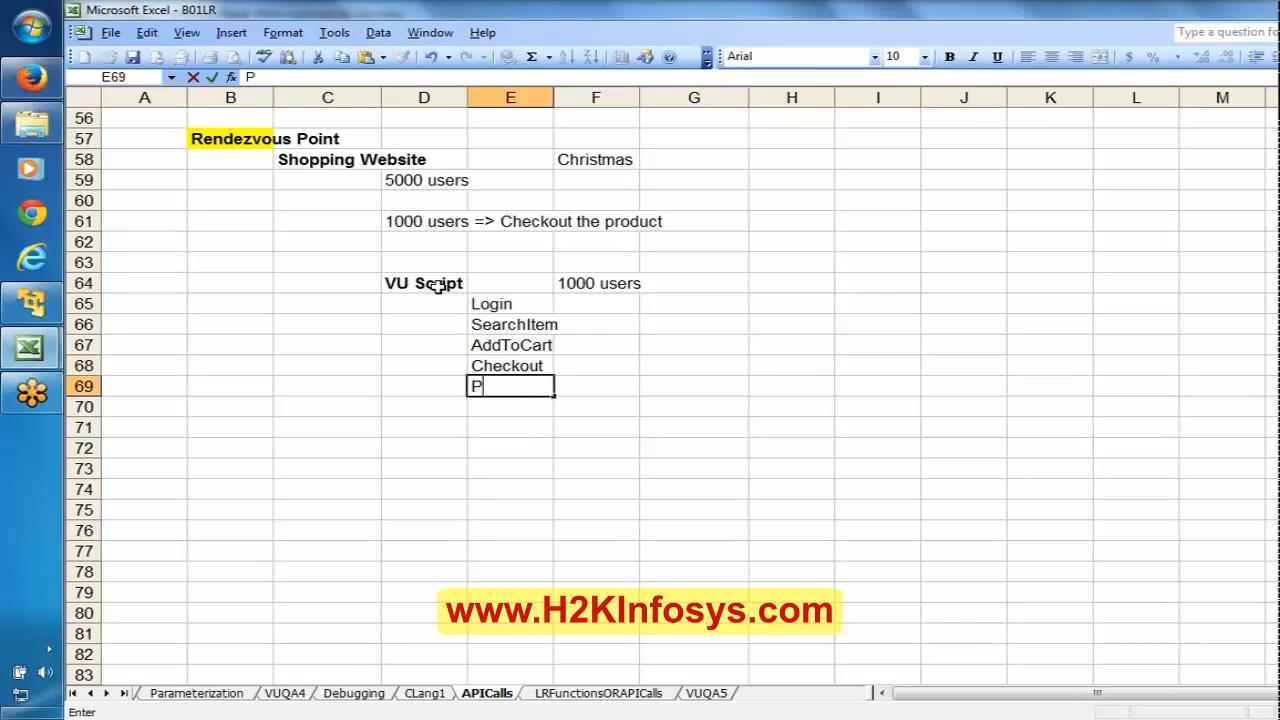 Microsoft Excel - B01LR
File Edit View Insert Format Tools Data Window Help
Type a question fo
Arial 10 B I U $ %
E69 fx P
A B C D E F G H I J K L M
56
57 Rendezvous Point
58 Shopping Website Christmas
59 5000 users
60
61 1000 users => Checkout the product
62
63
64 VU Script 1000 users
65 Login
66 SearchItem
67 AddToCart
68 Checkout
69 P
70
71
72
73
74
75
76
77
78
79
80
www.H2KInfosys.com
81
82
83
Parameterization VUQA4 Debugging CLang1 APICalls LRFunctionsORAPICalls VUQA5
Enter